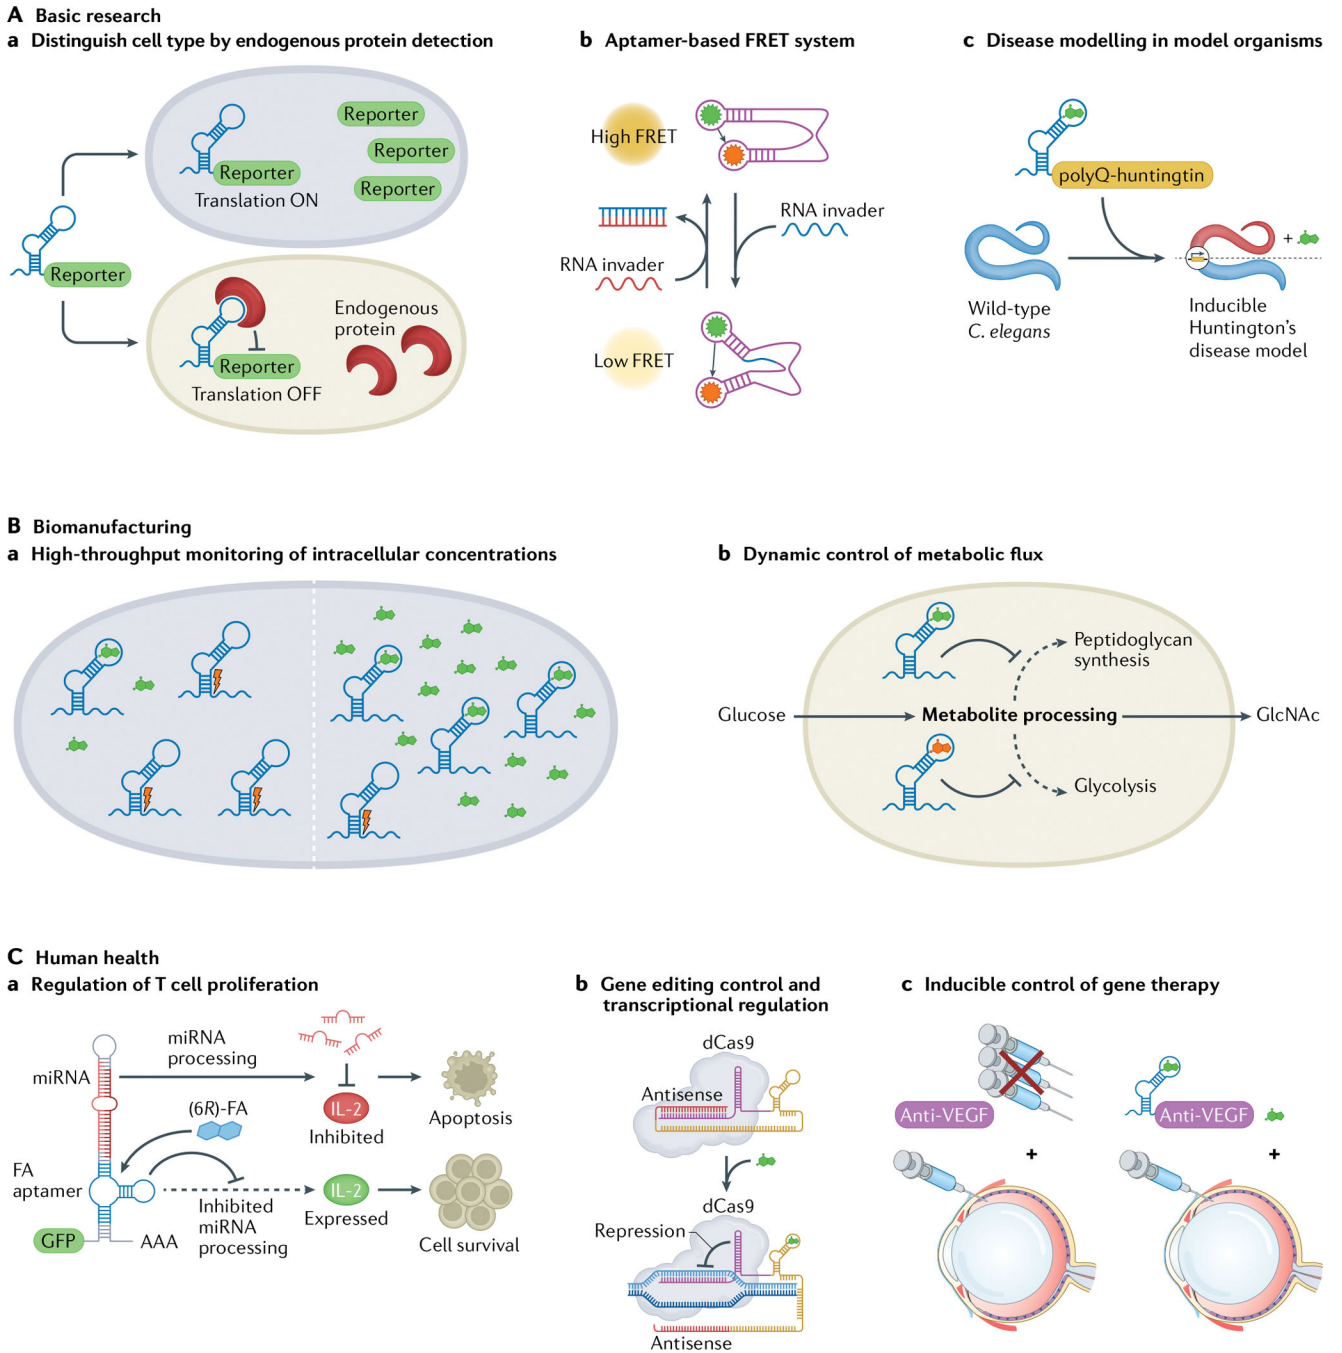 A Basic research
a Distinguish cell type by endogenous protein detection
Reporter
Reporter
Reporter
Reporter
Translation ON
Reporter
Endogenous
protein
Reporter
Translation OFF
b Aptamer-based FRET system
High FRET
RNA invader
RNA invader
Low FRET
c Disease modelling in model organisms
polyQ-huntingtin
+
Wild-type
C. elegans
Inducible
Huntington's
disease model
B Biomanufacturing
a High-throughput monitoring of intracellular concentrations
b Dynamic control of metabolic flux
Peptidoglycan
synthesis
Glucose
Metabolite processing
GlcNAc
Glycolysis
C Human health
a Regulation of T cell proliferation
miRNA
processing
miRNA
(6R)-FA
IL-2
Inhibited
Apoptosis
FA
aptamer
Inhibited
miRNA
processing
IL-2
Expressed
Cell survival
GFP
AAA
b Gene editing control and
transcriptional regulation
dCas9
Antisense
dCas9
Repression
Antisense
c Inducible control of gene therapy
Anti-VEGF
Anti-VEGF
+
+